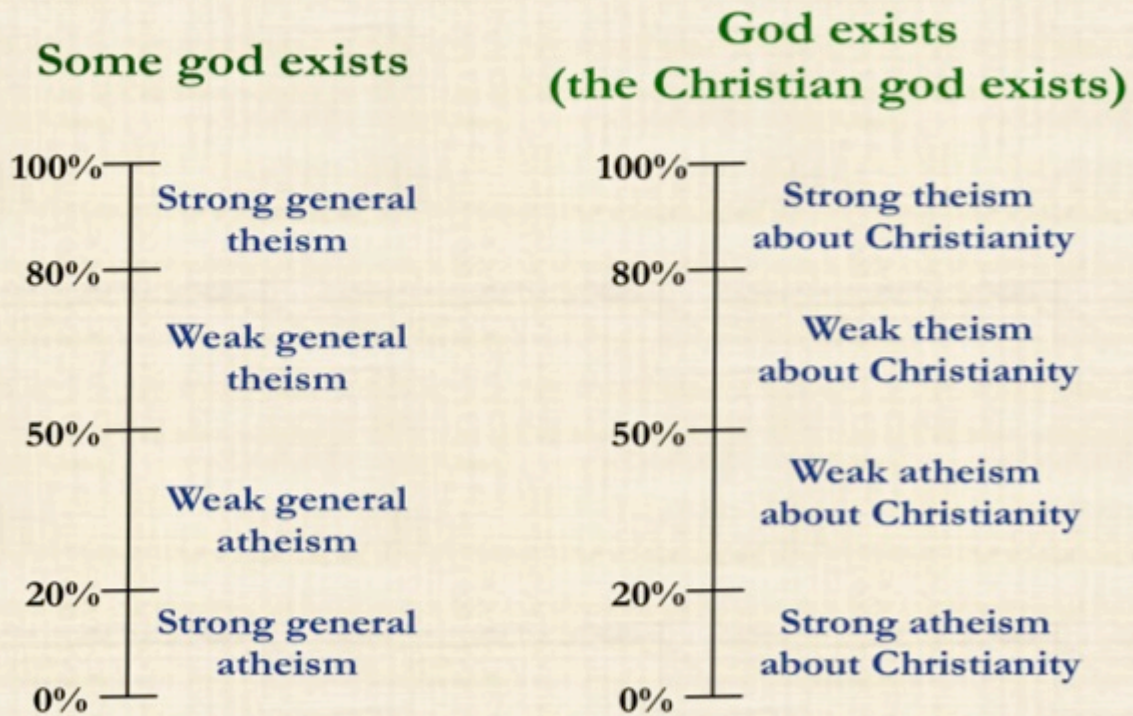 Some god exists
100%
Strong general
theism
80%
Weak general
theism
50%
Weak general
atheism
20%
Strong general
atheism
0%
God exists
(the Christian god exists)
100%
Strong theism
about Christianity
80%
Weak theism
about Christianity
50%
Weak atheism
about Christianity
20%
Strong atheism
about Christianity
0%